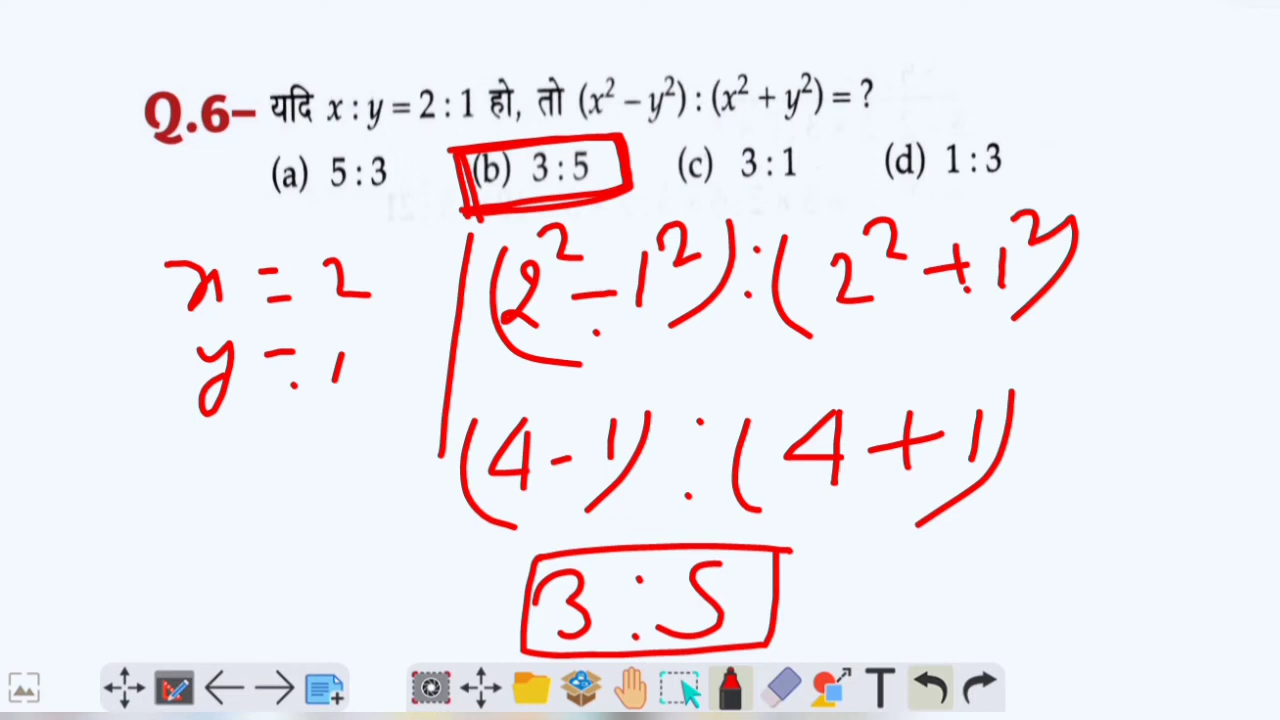 Q.6– यदि x : y = 2 : 1 हो, तो (x² – y²) : (x² + y²) = ?
(a) 5 : 3 (b) 3 : 5 (c) 3 : 1 (d) 1 : 3
x = 2
y = 1
(2² - 1²) : (2² + 1²)
(4 - 1) : (4 + 1)
3 : 5
T